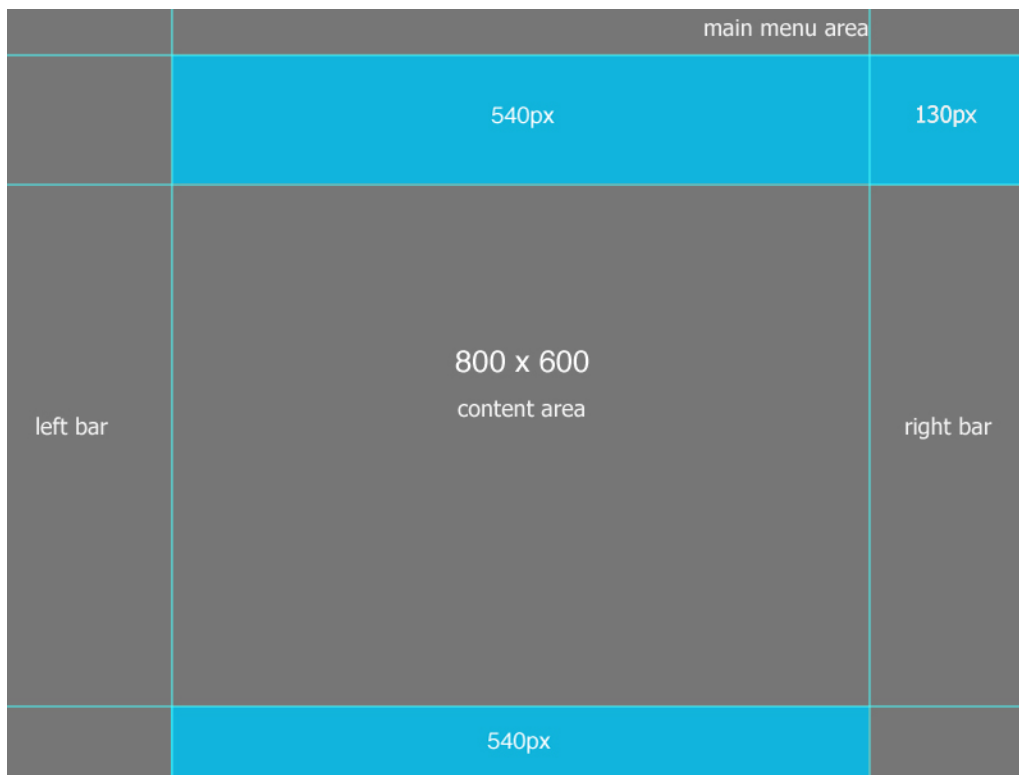 main menu area
540px
130px
800 x 600
content area
left bar
right bar
540px